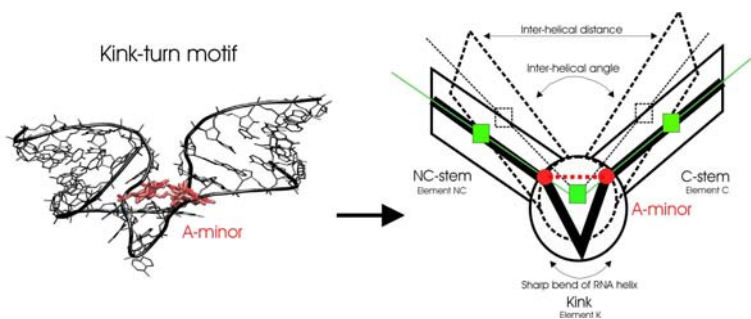 Kink-turn motif
A-minor
Inter-helical distance
Inter-helical angle
NC-stem
Element NC
C-stem
Element C
A-minor
Sharp bend of RNA helix
Kink
Element K